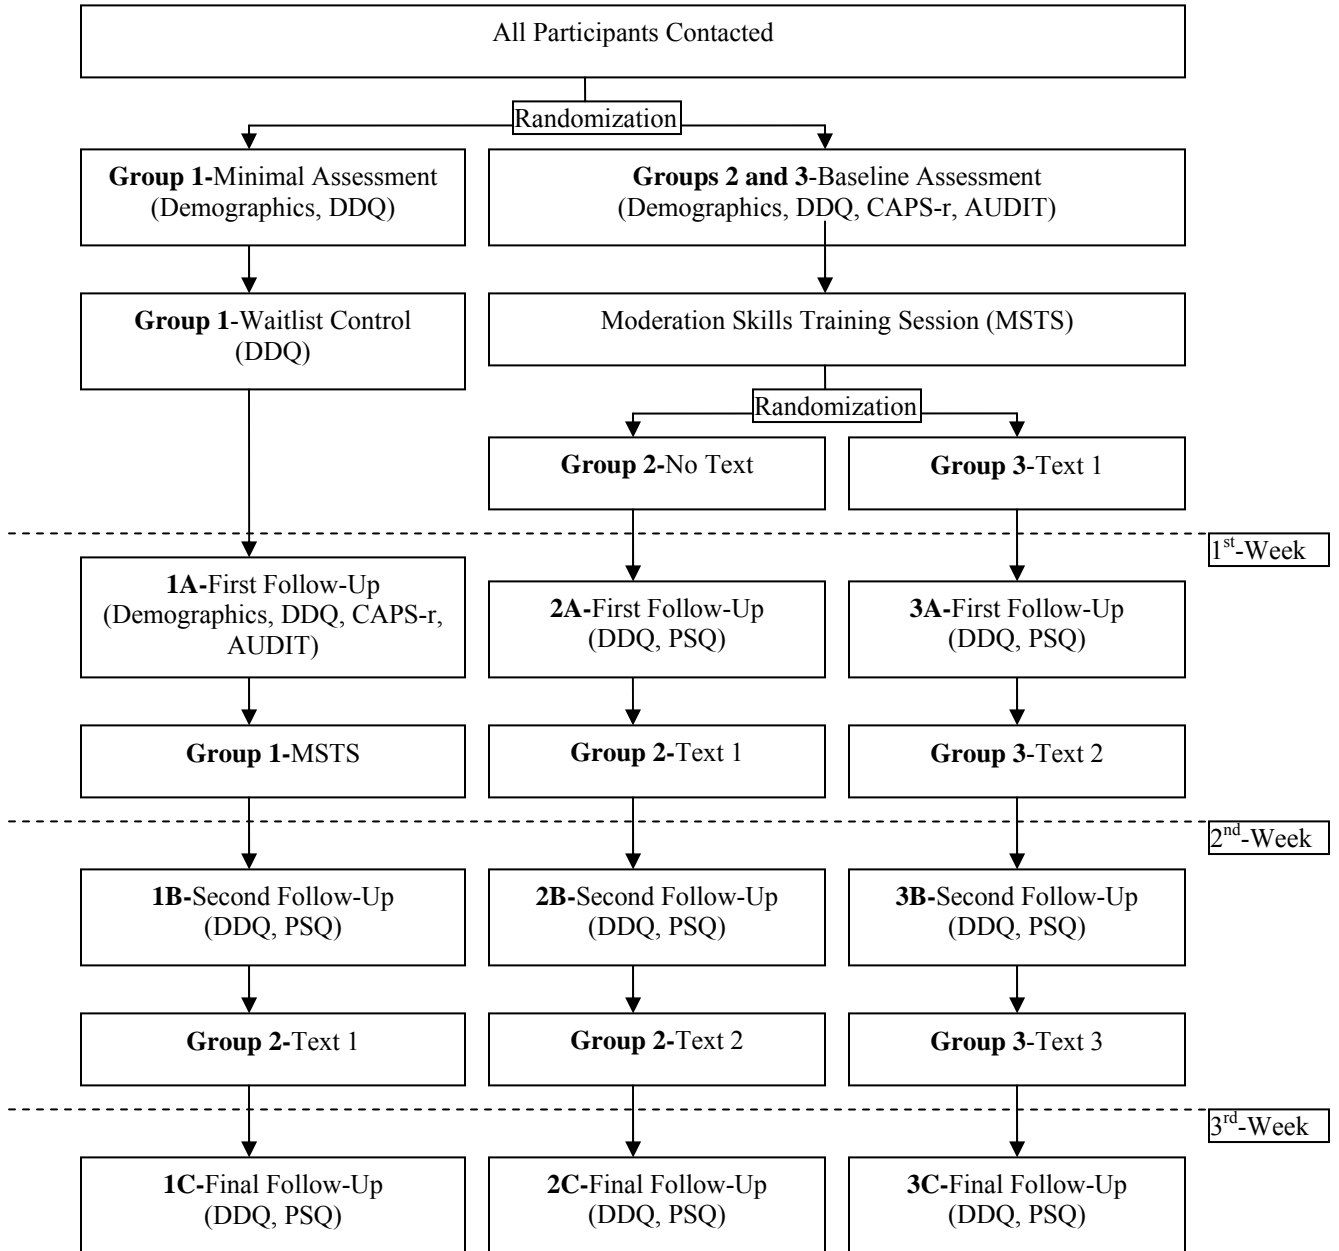 All Participants Contacted
Randomization
Group 1-Minimal Assessment
(Demographics, DDQ)
Groups 2 and 3-Baseline Assessment
(Demographics, DDQ, CAPS-r, AUDIT)
Group 1-Waitlist Control
(DDQ)
Moderation Skills Training Session (MSTS)
Randomization
Group 2-No Text
Group 3-Text 1
1st-Week
1A-First Follow-Up
(Demographics, DDQ, CAPS-r,
AUDIT)
2A-First Follow-Up
(DDQ, PSQ)
3A-First Follow-Up
(DDQ, PSQ)
Group 1-MSTS
Group 2-Text 1
Group 3-Text 2
2nd-Week
1B-Second Follow-Up
(DDQ, PSQ)
2B-Second Follow-Up
(DDQ, PSQ)
3B-Second Follow-Up
(DDQ, PSQ)
Group 2-Text 1
Group 2-Text 2
Group 3-Text 3
3rd-Week
1C-Final Follow-Up
(DDQ, PSQ)
2C-Final Follow-Up
(DDQ, PSQ)
3C-Final Follow-Up
(DDQ, PSQ)